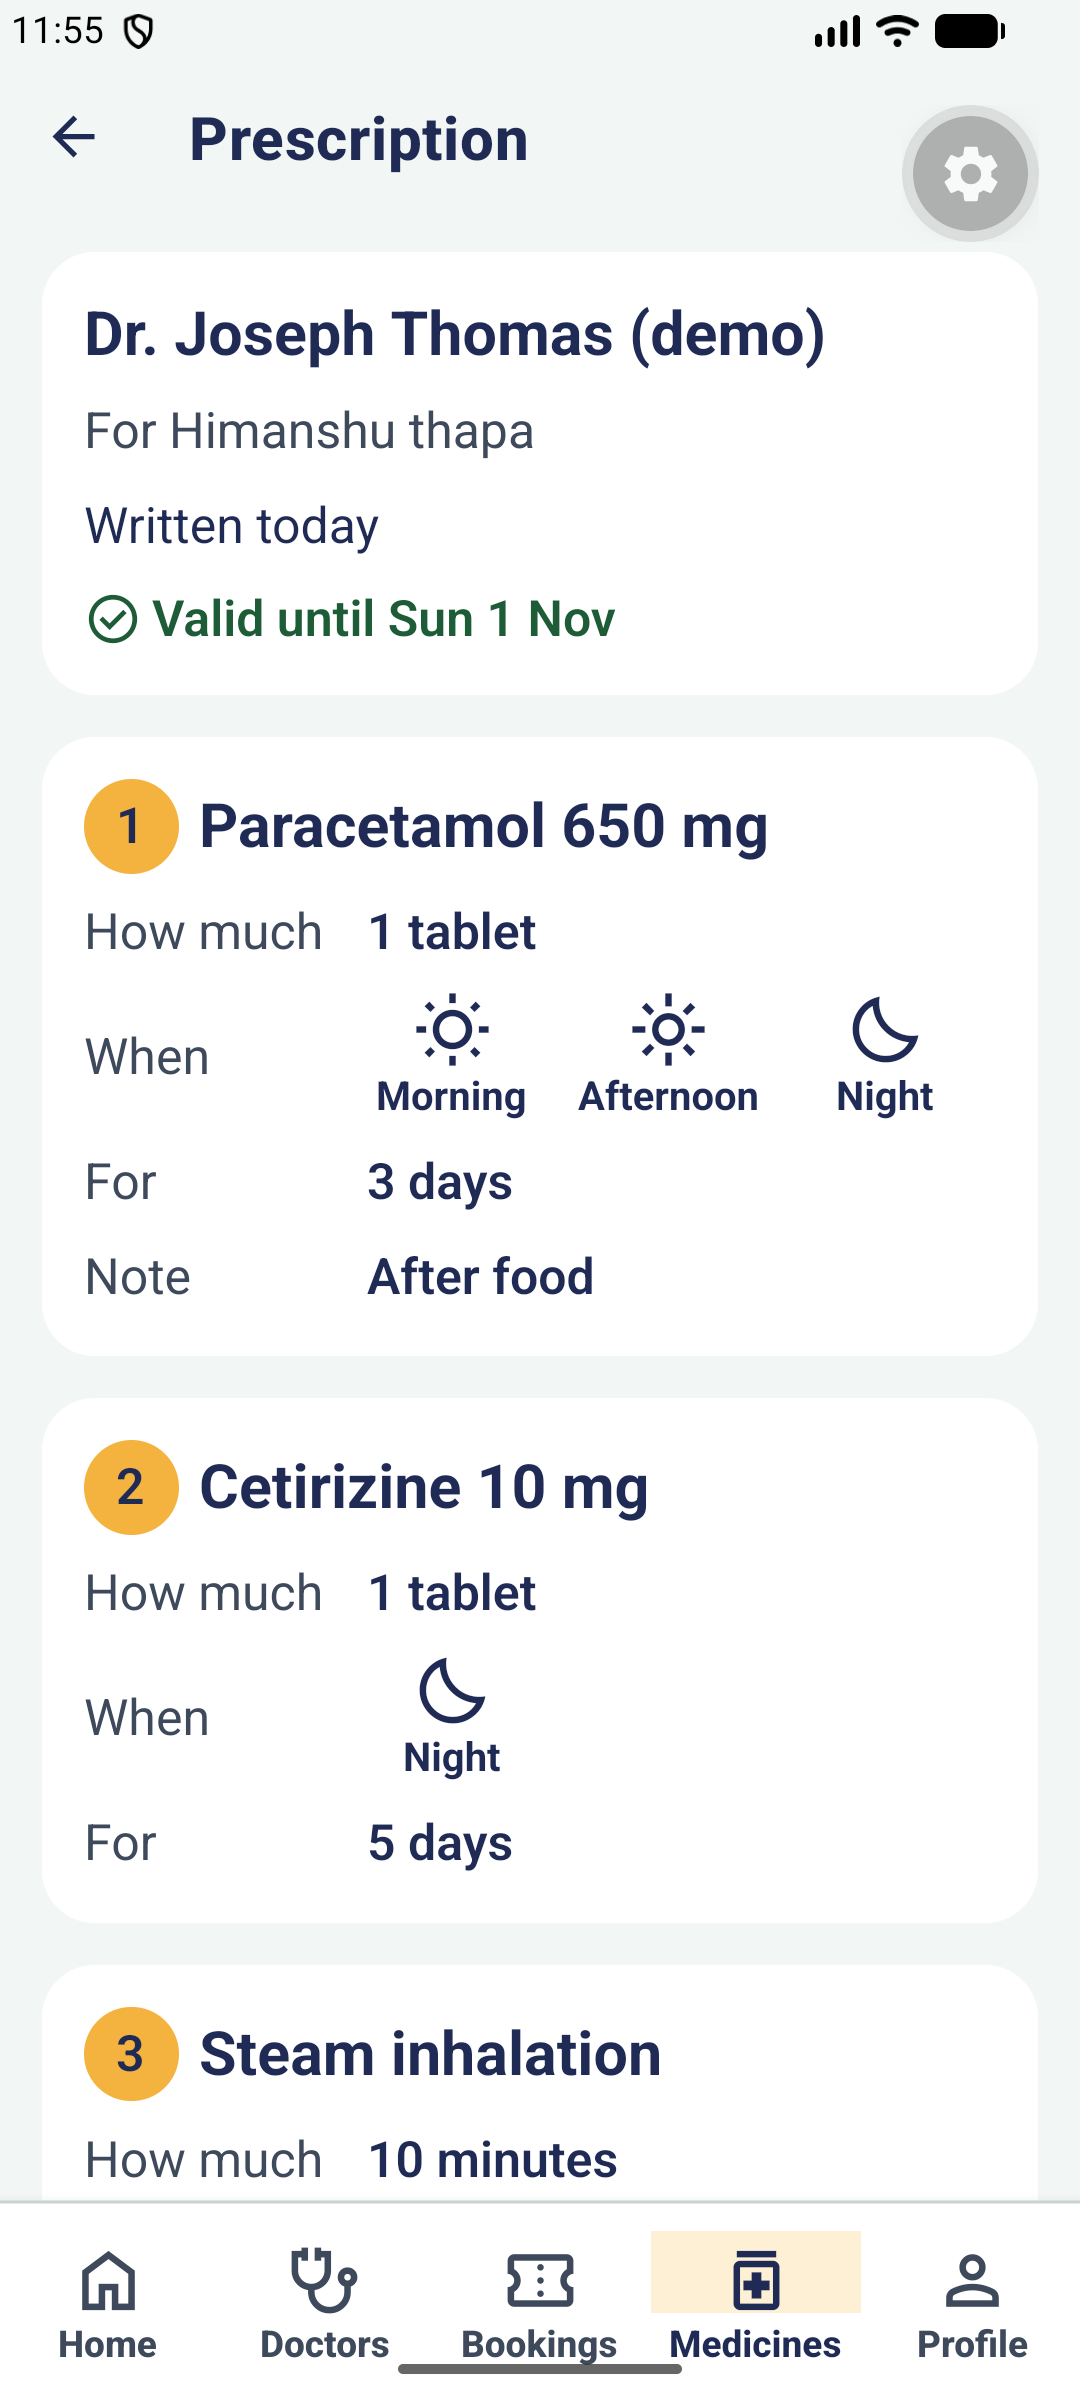 11:55
Prescription
Dr. Joseph Thomas (demo)
For Himanshu thapa
Written today
Valid until Sun 1 Nov
1 Paracetamol 650 mg
How much 1 tablet
When Morning Afternoon Night
For 3 days
Note After food
2 Cetirizine 10 mg
How much 1 tablet
When Night
For 5 days
3 Steam inhalation
How much 10 minutes
Home Doctors Bookings Medicines Profile